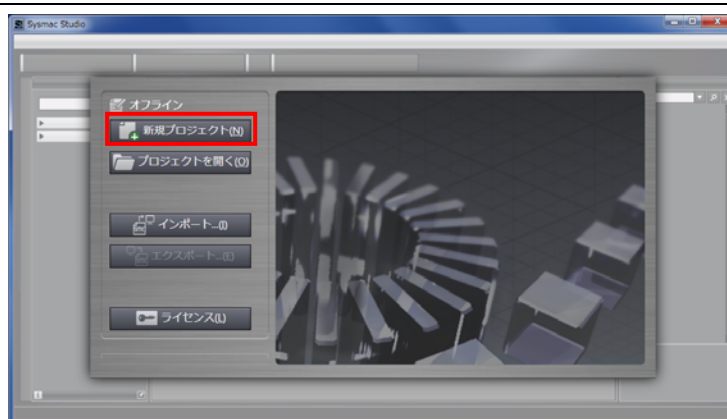 Sysmac Studio
オフライン
新規プロジェクト(N)
プロジェクトを開く(O)
インポート...(I)
エクスポート...(E)
ライセンス(L)